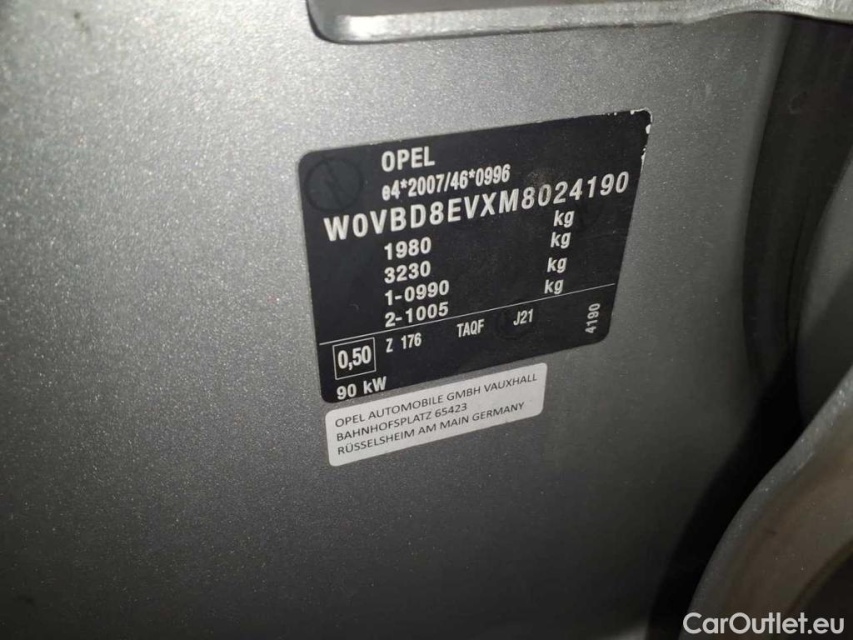 OPEL
e4*2007/46*0996
W0VBD8EVXM8024190
1980 kg
3230 kg
1-0990 kg
2-1005 kg
0,50 Z 176 TAQF J21 4190
90 kW
OPEL AUTOMOBILE GMBH VAUXHALL
BAHNHOFSPLATZ 65423
RÜSSELSHEIM AM MAIN GERMANY
CarOutlet.eu